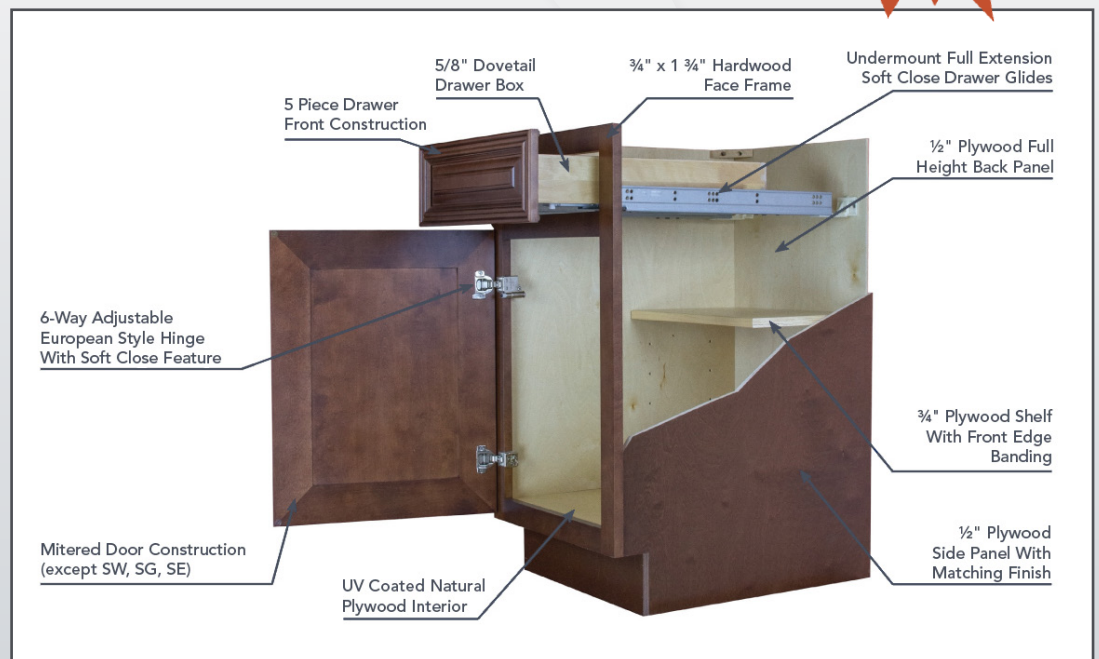 5/8" Dovetail
Drawer Box
¾" x 1 ¾" Hardwood
Face Frame
Undermount Full Extension
Soft Close Drawer Glides
5 Piece Drawer
Front Construction
½" Plywood Full
Height Back Panel
6-Way Adjustable
European Style Hinge
With Soft Close Feature
¾" Plywood Shelf
With Front Edge
Banding
Mitered Door Construction
(except SW, SG, SE)
UV Coated Natural
Plywood Interior
½" Plywood
Side Panel With
Matching Finish